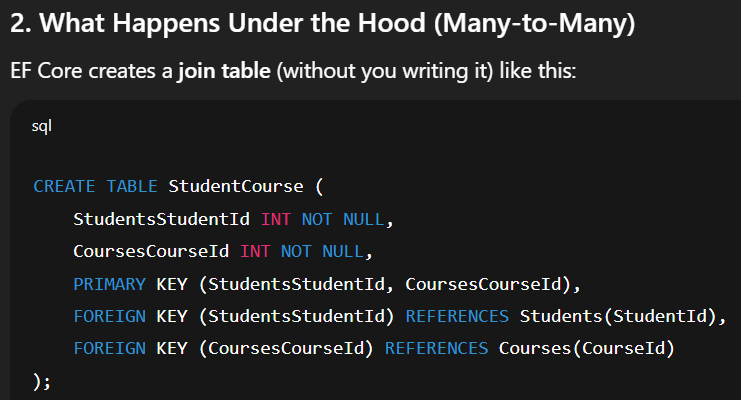 2. What Happens Under the Hood (Many-to-Many)
EF Core creates a join table (without you writing it) like this:
sql
CREATE TABLE StudentCourse (
    StudentsStudentId INT NOT NULL,
    CoursesCourseId INT NOT NULL,
    PRIMARY KEY (StudentsStudentId, CoursesCourseId),
    FOREIGN KEY (StudentsStudentId) REFERENCES Students(StudentId),
    FOREIGN KEY (CoursesCourseId) REFERENCES Courses(CourseId)
);